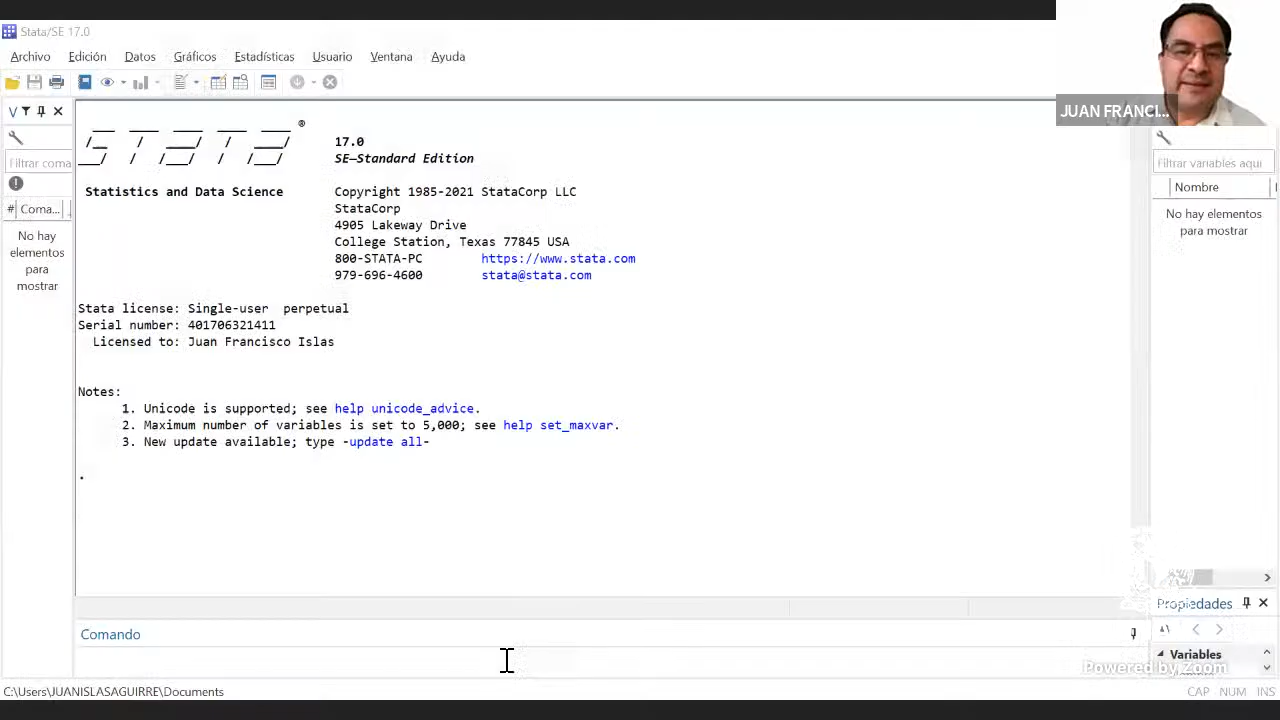 Stata/SE 17.0
Archivo Edición Datos Gráficos Estadísticas Usuario Ventana Ayuda
JUAN FRANCI...
V
Filtrar coma
# Coma...
No hay
elementos
para
mostrar
®
17.0
SE—Standard Edition
Statistics and Data Science Copyright 1985-2021 StataCorp LLC
StataCorp
4905 Lakeway Drive
College Station, Texas 77845 USA
800-STATA-PC https://www.stata.com
979-696-4600 stata@stata.com
Stata license: Single-user perpetual
Serial number: 401706321411
Licensed to: Juan Francisco Islas
Notes:
1. Unicode is supported; see help unicode_advice.
2. Maximum number of variables is set to 5,000; see help set_maxvar.
3. New update available; type -update all-
.
Filtrar variables aquí
Nombre
No hay elementos
para mostrar
Comando
Propiedades
Variables
Powered by Zoom
C:\Users\JUANISLASAGUIRRE\Documents
CAP NUM INS